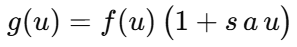 g(u) = f(u) (1 + s a u)